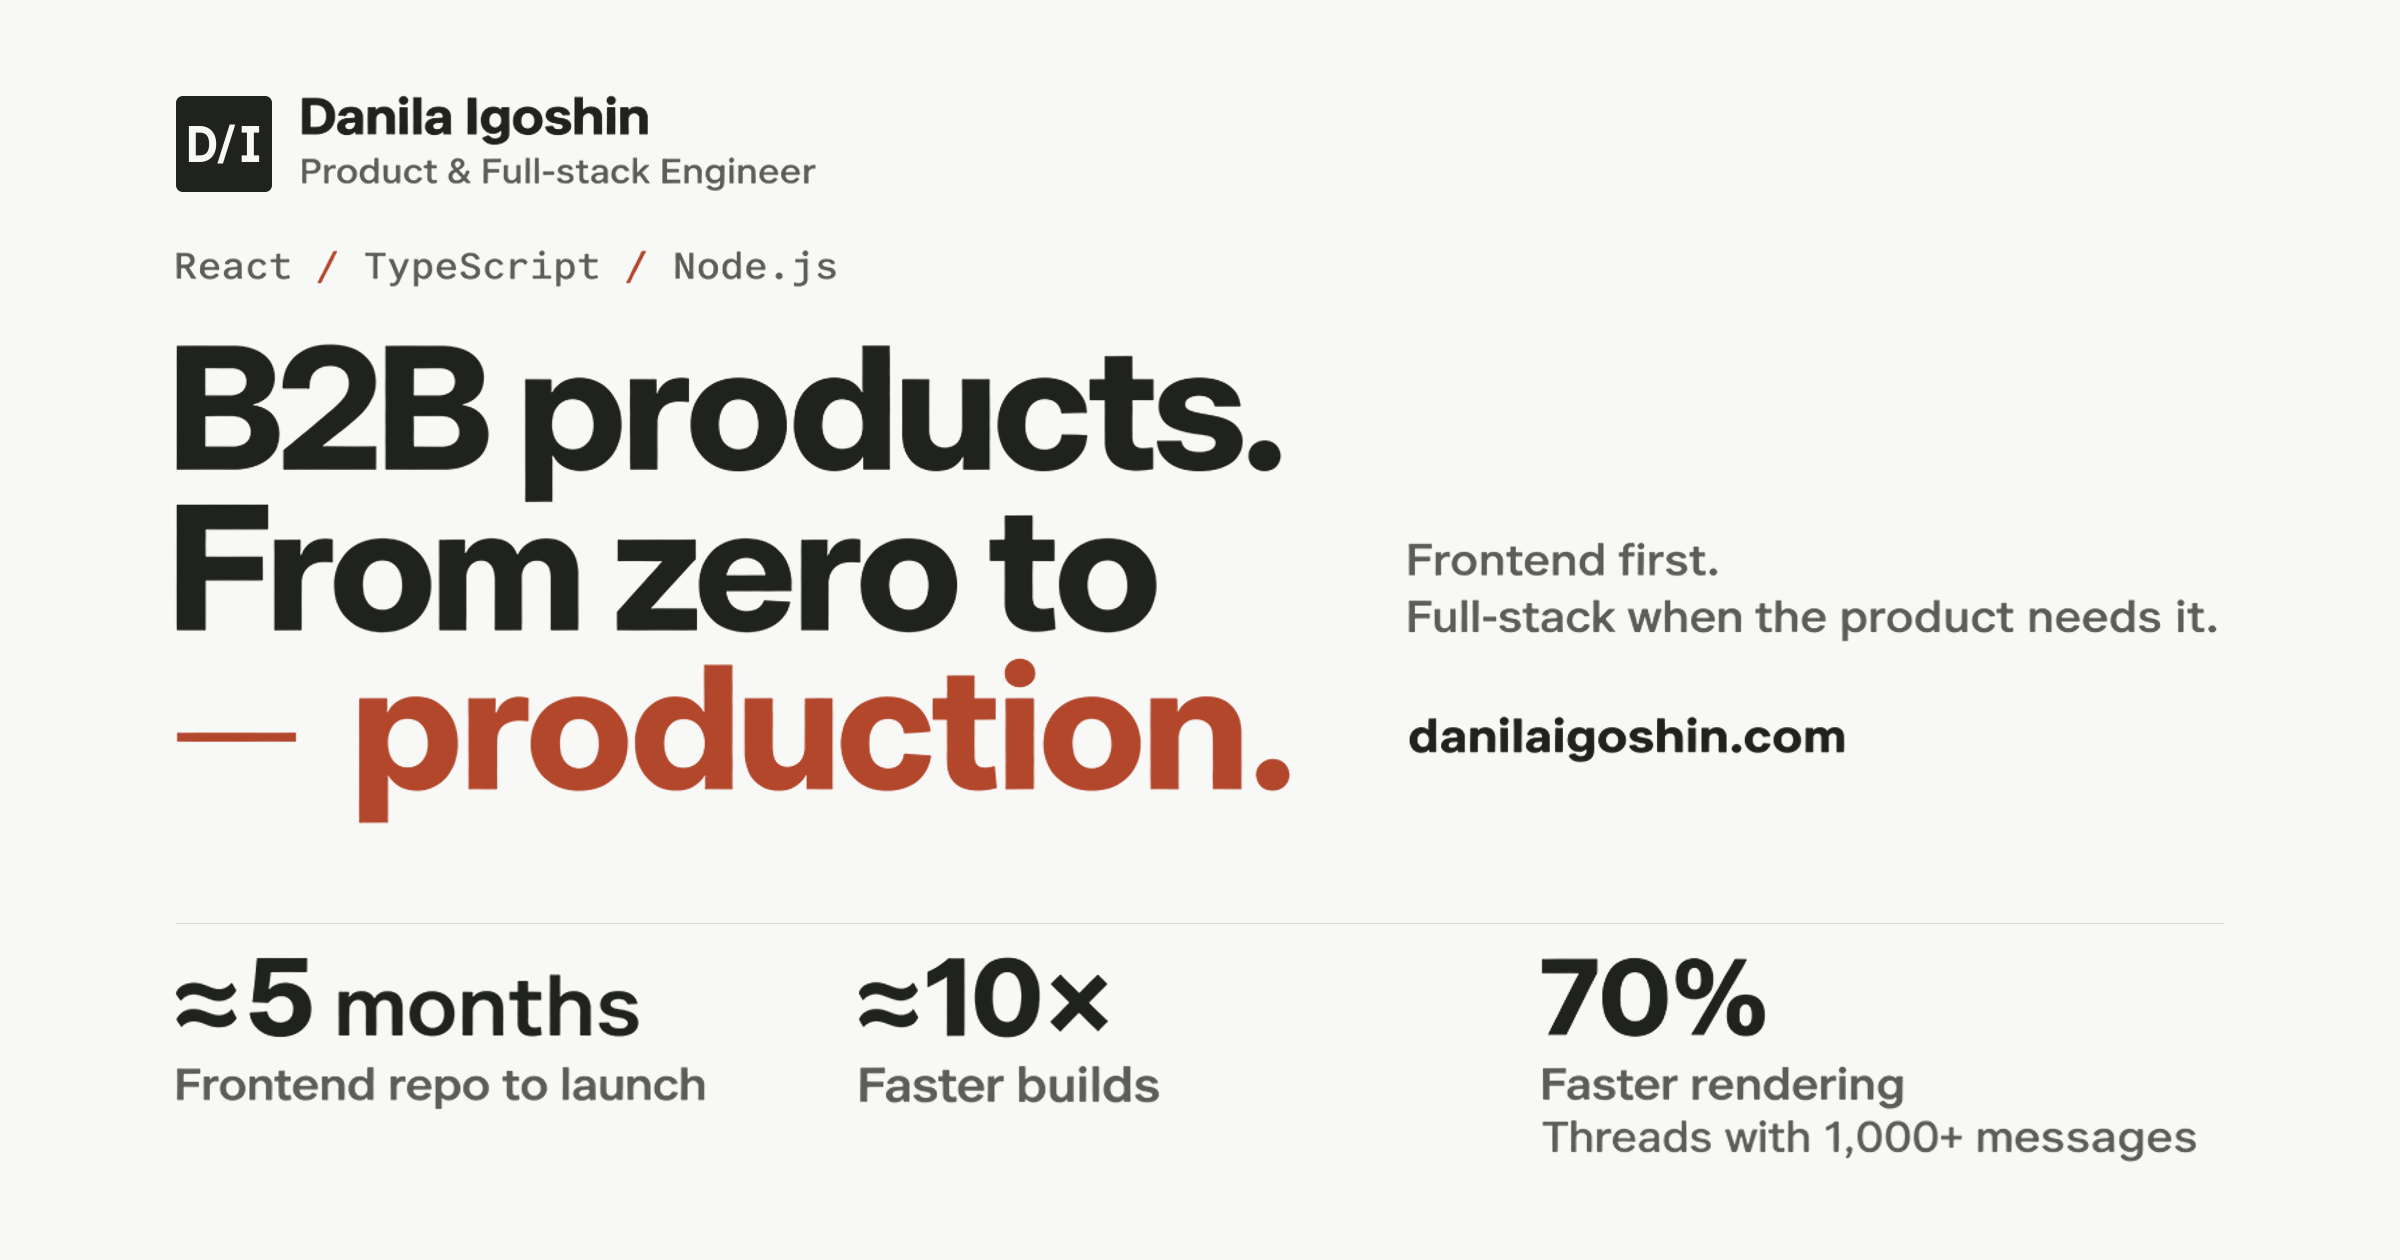 D/I
Danila Igoshin
Product & Full-stack Engineer
React / TypeScript / Node.js
B2B products.
From zero to
— production.
Frontend first.
Full-stack when the product needs it.
danilaigoshin.com
≈5 months
Frontend repo to launch
≈10×
Faster builds
70%
Faster rendering
Threads with 1,000+ messages